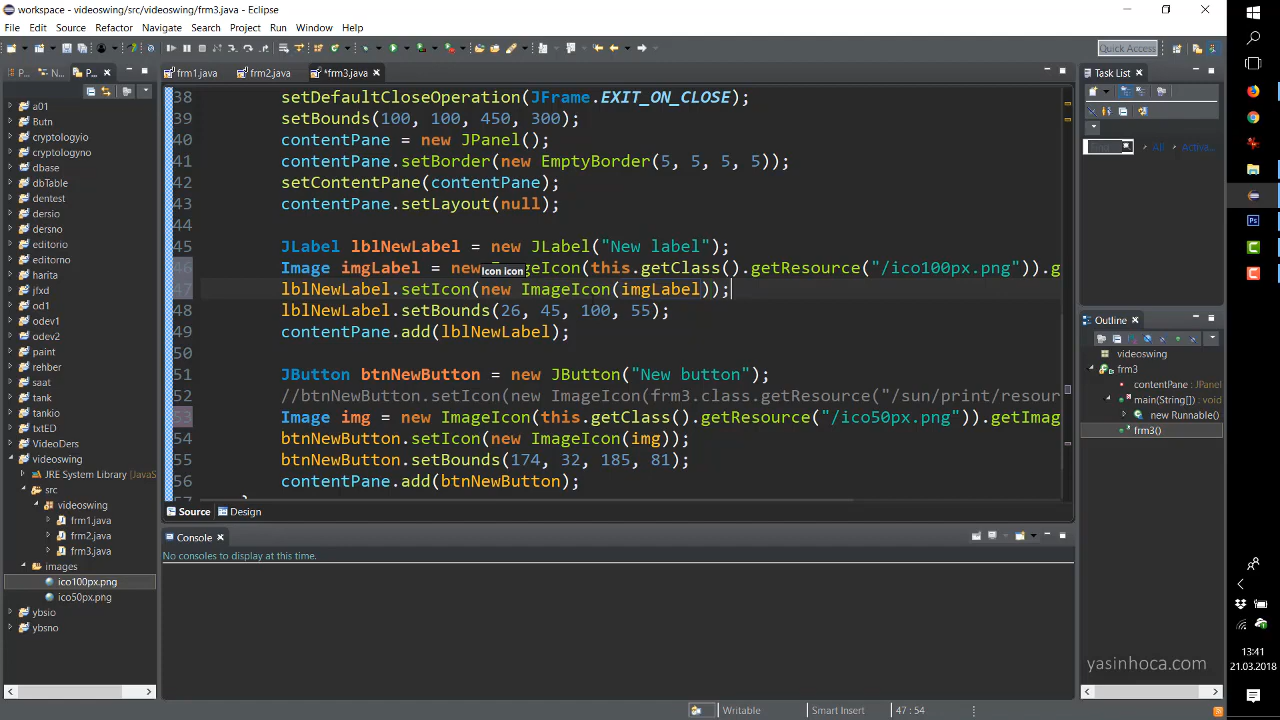 workspace - videoswing/src/videoswing/frm3.java - Eclipse
File Edit Source Refactor Navigate Search Project Run Window Help
Quick Access
P... N... P...
frm1.java frm2.java *frm3.java
Task List
a01
Butn
cryptologyio
cryptologyno
dbase
dbTable
dentest
dersio
dersno
editorio
editorno
harita
jframe
od1
odev1
odev2
paint
rehber
saat
tank
tankio
txtED
VideoDers
videoswing
JRE System Library [JavaS
src
videoswing
frm1.java
frm2.java
frm3.java
images
ico100px.png
ico50px.png
ybsio
ybsno
38 setDefaultCloseOperation(JFrame.EXIT_ON_CLOSE);
39 setBounds(100, 100, 450, 300);
40 contentPane = new JPanel();
41 contentPane.setBorder(new EmptyBorder(5, 5, 5, 5));
42 setContentPane(contentPane);
43 contentPane.setLayout(null);
44
45 JLabel lblNewLabel = new JLabel("New label");
46 Image imgLabel = new ImageIcon(this.getClass().getResource("/ico100px.png")).g
Icon icon
47 lblNewLabel.setIcon(new ImageIcon(imgLabel));
48 lblNewLabel.setBounds(26, 45, 100, 55);
49 contentPane.add(lblNewLabel);
50
51 JButton btnNewButton = new JButton("New button");
52 //btnNewButton.setIcon(new ImageIcon(frm3.class.getResource("/sun/print/resour
53 Image img = new ImageIcon(this.getClass().getResource("/ico50px.png")).getImag
54 btnNewButton.setIcon(new ImageIcon(img));
55 btnNewButton.setBounds(174, 32, 185, 81);
56 contentPane.add(btnNewButton);
57 }
Source Design
Console
No consoles to display at this time.
Find All Activa...
Outline
videoswing
frm3
contentPane : JPanel
main(String[]) : void
new Runnable()
frm3()
yasinhoca.com
Writable Smart Insert 47 : 54
13:41
21.03.2018